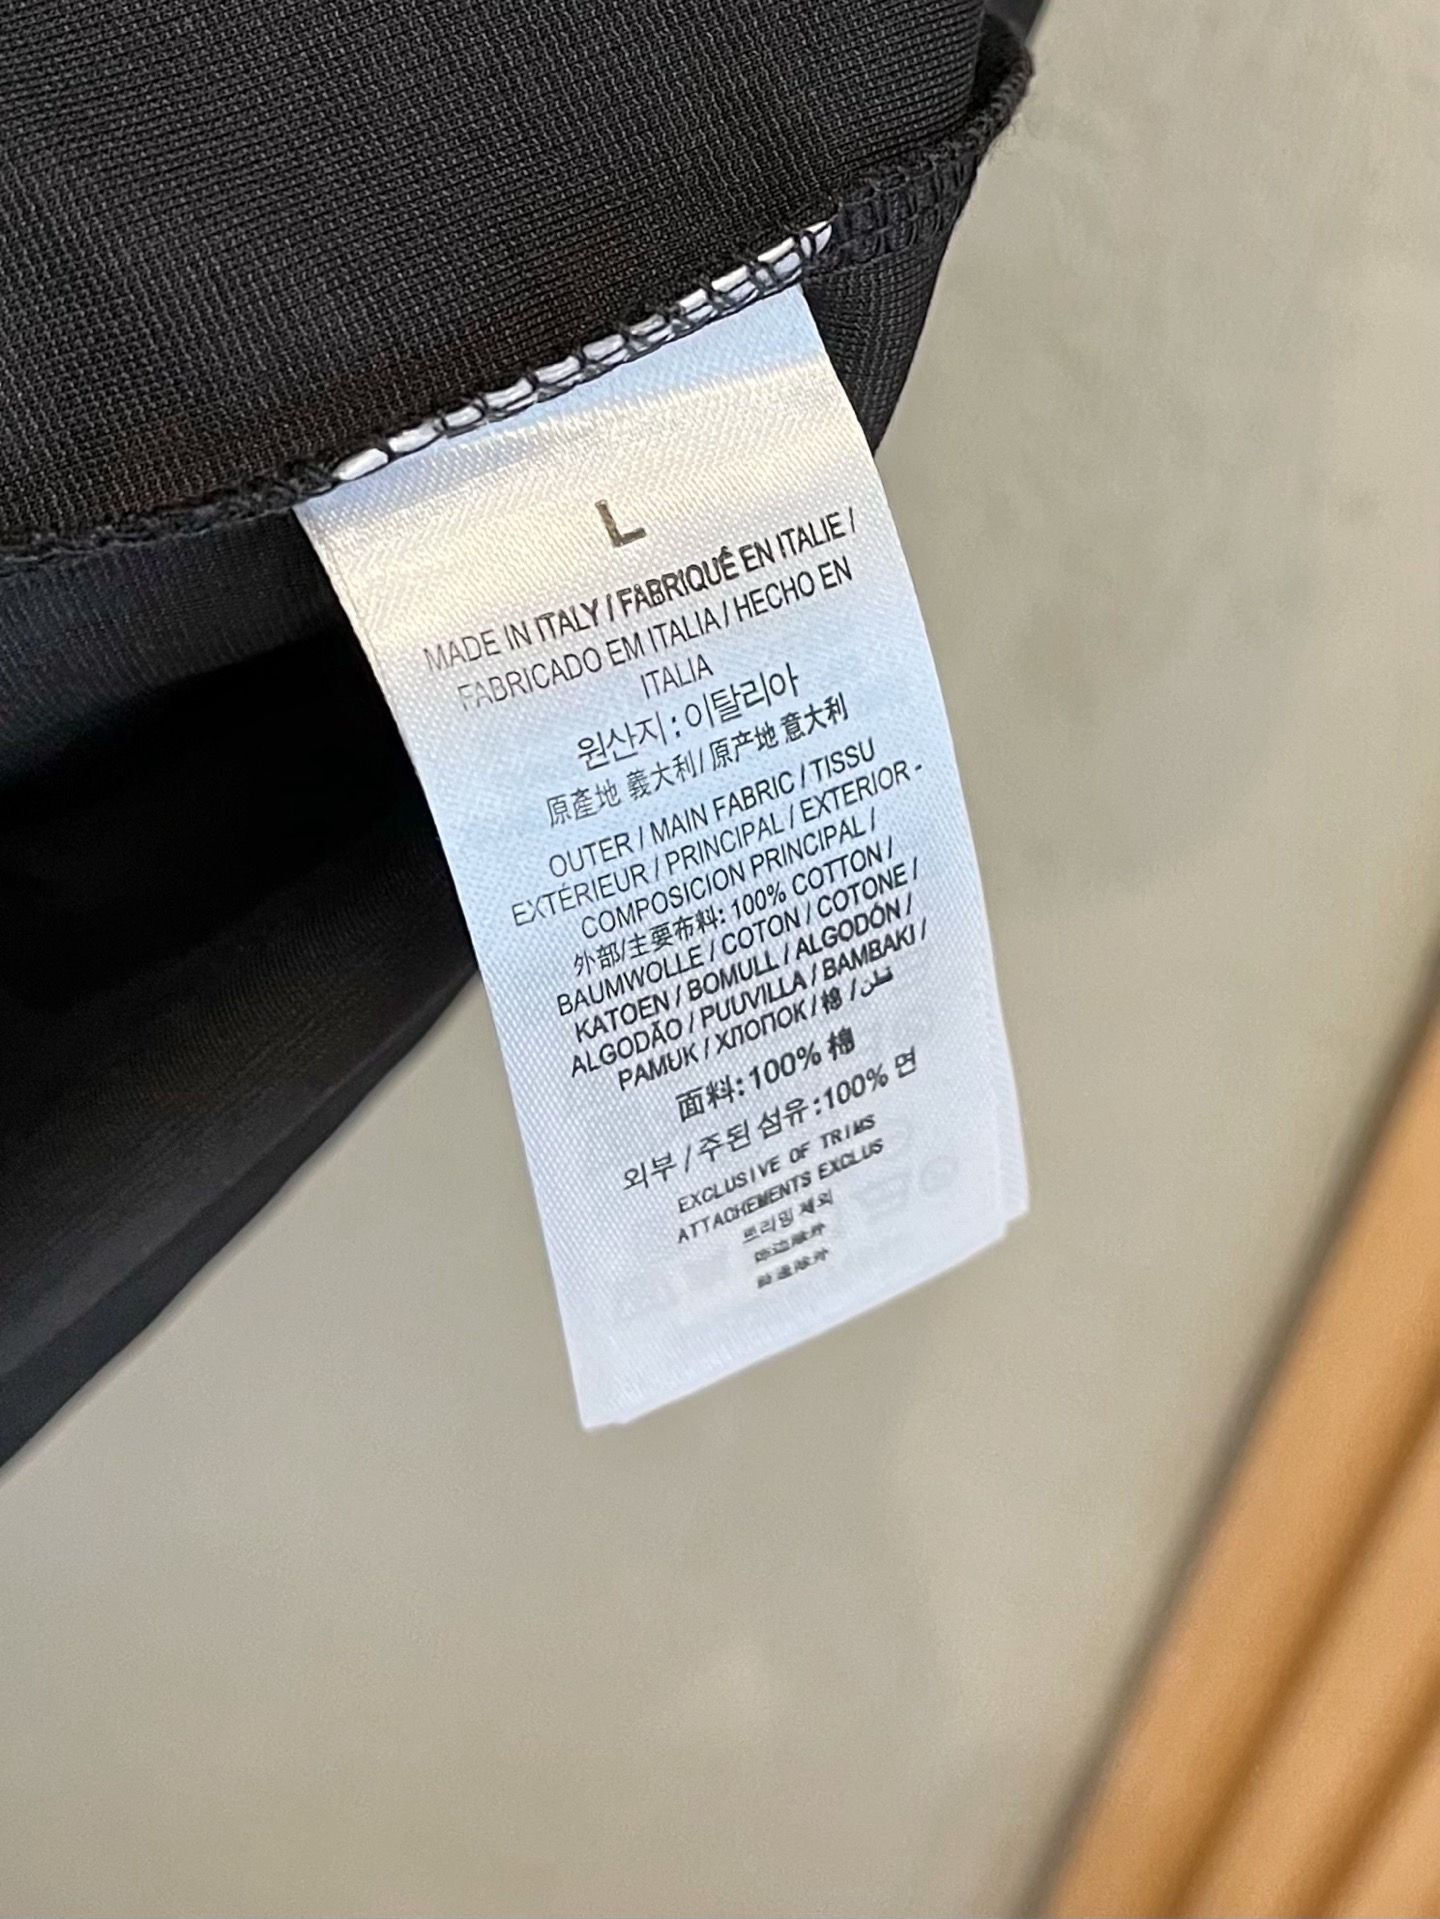 L
MADE IN ITALY / FABRIQUÉ EN ITALIE /
FABRICADO EM ITALIA / HECHO EN
ITALIA
원산지 : 이탈리아
原產地 義大利 / 原产地 意大利
OUTER / MAIN FABRIC / TISSU
EXTÉRIEUR / PRINCIPAL / EXTERIOR -
COMPOSICION PRINCIPAL /
外部/主要布料: 100% COTTON /
BAUMWOLLE / COTON / COTONE /
KATOEN / BOMULL / ALGODÓN /
ALGODÃO / PUUVILLA / BAMBAKI /
PAMUK / ХЛОПОК / 棉 /
面料: 100% 棉
외부 / 주된 섬유 :100% 면
EXCLUSIVE OF TRIMS
ATTACHEMENTS EXCLUS
트리밍 제외